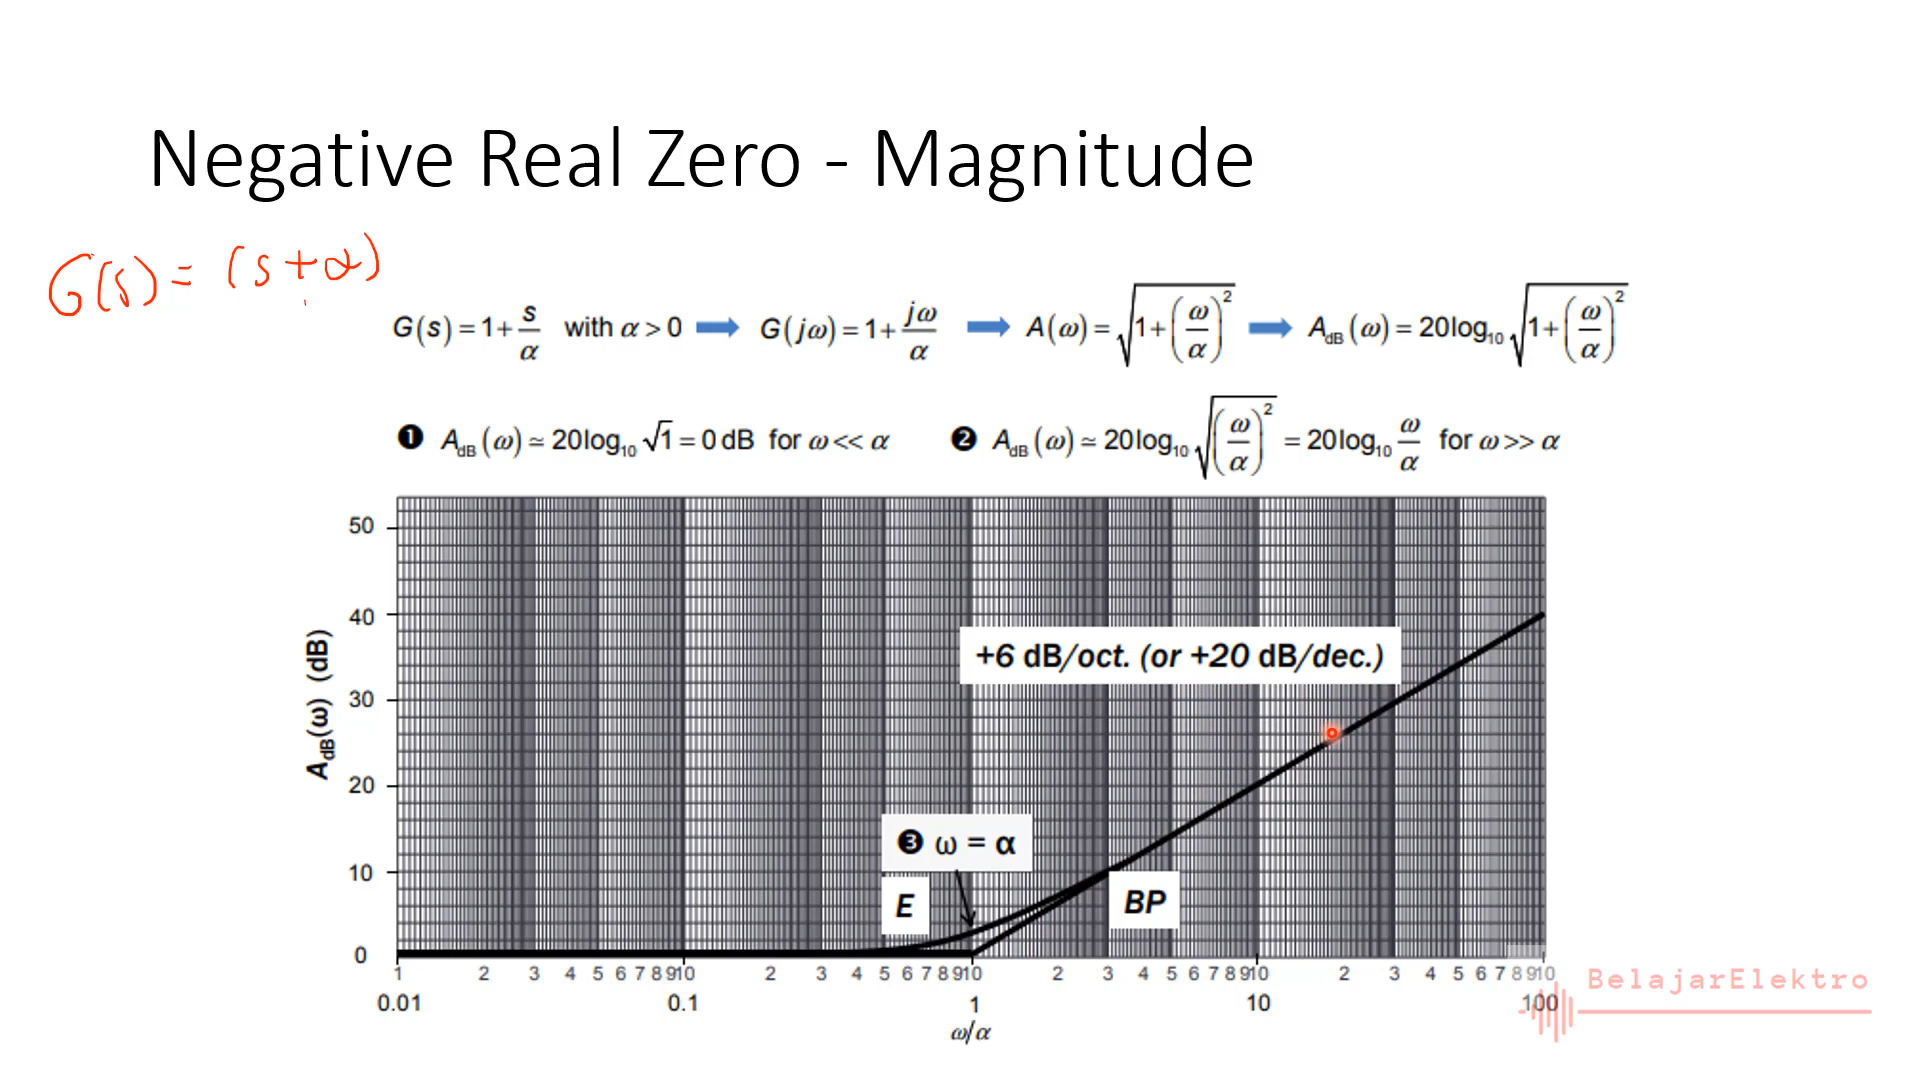 Negative Real Zero - Magnitude
G(s) = (s + α)
G(s) = 1 + s/α with α > 0 G(jω) = 1 + jω/α A(ω) = √(1 + (ω/α)²) AdB(ω) = 20log₁₀ √(1 + (ω/α)²)
❶ AdB(ω) ≃ 20log₁₀ √1 = 0 dB for ω << α ❷ AdB(ω) ≃ 20log₁₀ √((ω/α)²) = 20log₁₀ ω/α for ω >> α
50
40
+6 dB/oct. (or +20 dB/dec.)
30
AdB(ω) (dB)
20
❸ ω = α
10
E
BP
0
1 2 3 4 5 6 7 8 9 10 2 3 4 5 6 7 8 9 10 2 3 4 5 6 7 8 9 10 2 3 4 5 6 7 8 9 10
0.01 0.1 1 10 100
ω/α
BelajarElektro